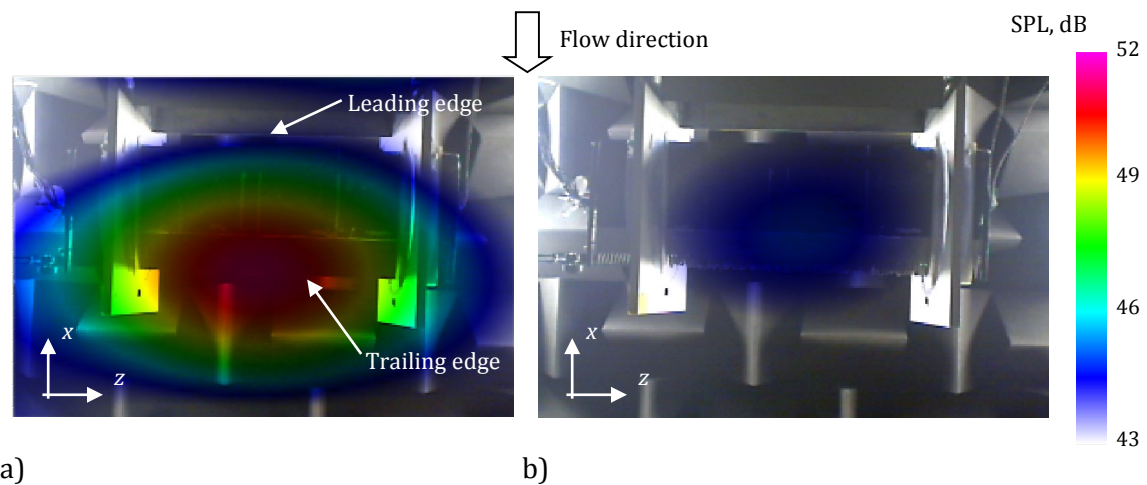 Flow direction
SPL, dB
52
49
46
43
Leading edge
Trailing edge
x
z
x
z
a)
b)